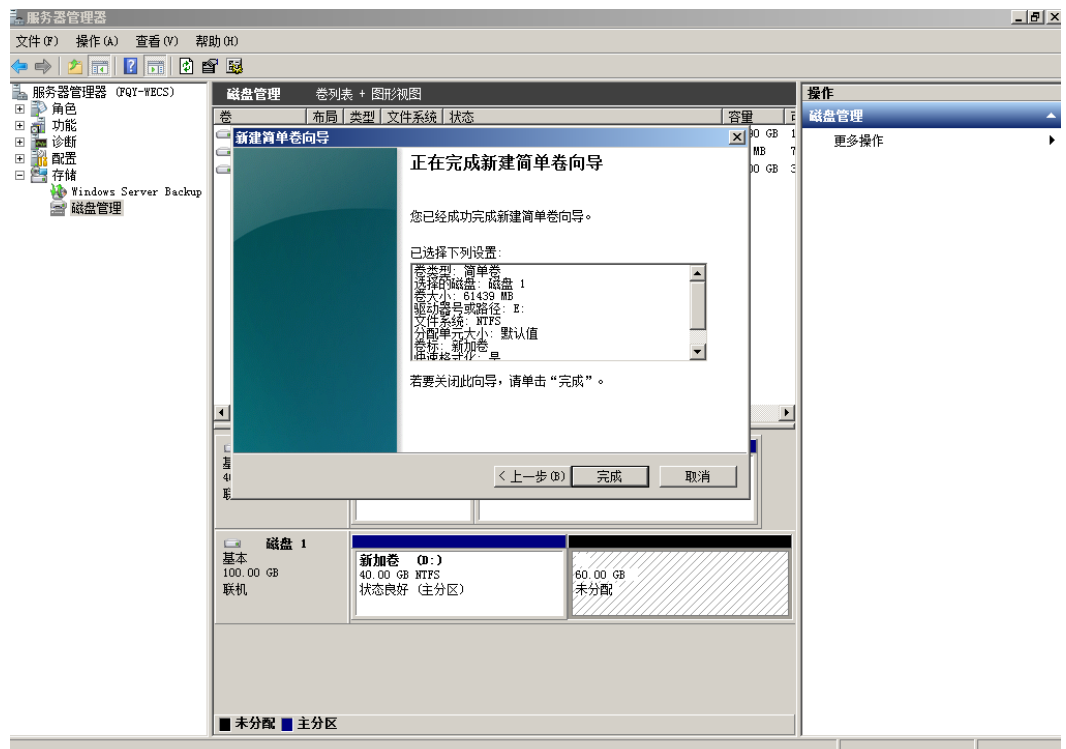 服务器管理器
文件(F) 操作(A) 查看(V) 帮助(H)
服务器管理器 (FQY-WECS)
角色
功能
诊断
配置
存储
Windows Server Backup
磁盘管理
磁盘管理 卷列表 + 图形视图
卷 布局 类型 文件系统 状态 容量
新建简单卷向导
正在完成新建简单卷向导
您已经成功完成新建简单卷向导。
已选择下列设置:
卷类型: 简单卷
选择的磁盘: 磁盘 1
卷大小: 61439 MB
驱动器号或路径: E:
文件系统: NTFS
分配单元大小: 默认值
卷标: 新加卷
快速格式化: 是
若要关闭此向导，请单击“完成”。
< 上一步(B) 完成 取消
磁盘 1
基本
100.00 GB
联机
新加卷 (D:)
40.00 GB NTFS
状态良好 (主分区)
60.00 GB
未分配
未分配 主分区
操作
磁盘管理
更多操作